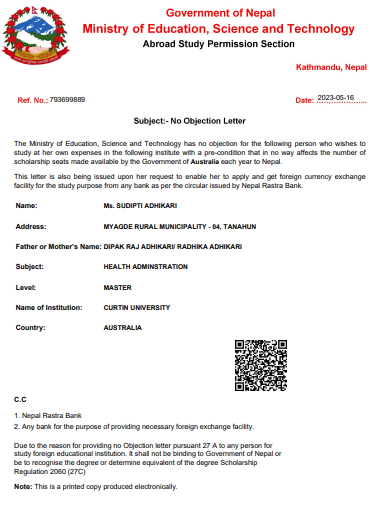 Government of Nepal
Ministry of Education, Science and Technology
Abroad Study Permission Section
Kathmandu, Nepal
Ref. No.: 793699889
Date: 2023-05-16
Subject:- No Objection Letter
The Ministry of Education, Science and Technology has no objection for the following person who wishes to
study at her own expenses in the following institute with a pre-condition that in no way affects the number of
scholarship seats made available by the Government of Australia each year to Nepal.
This letter is also being issued upon her request to enable her to apply and get foreign currency exchange
facility for the study purpose from any bank as per the circular issued by Nepal Rastra Bank.
Name: Ms. SUDIPTI ADHIKARI
Address: MYAGDE RURAL MUNICIPALITY - 04, TANAHUN
Father or Mother's Name: DIPAK RAJ ADHIKARI/ RADHIKA ADHIKARI
Subject: HEALTH ADMINSTRATION
Level: MASTER
Name of Institution: CURTIN UNIVERSITY
Country: AUSTRALIA
C.C
1. Nepal Rastra Bank
2. Any bank for the purpose of providing necessary foreign exchange facility.
Due to the reason for providing no Objection letter pursuant 27 A to any person for
study foreign educational institution. It shall not be binding to Government of Nepal or
be to recognise the degree or determine equivalent of the degree Scholarship
Regulation 2060 (27C)
Note: This is a printed copy produced electronically.